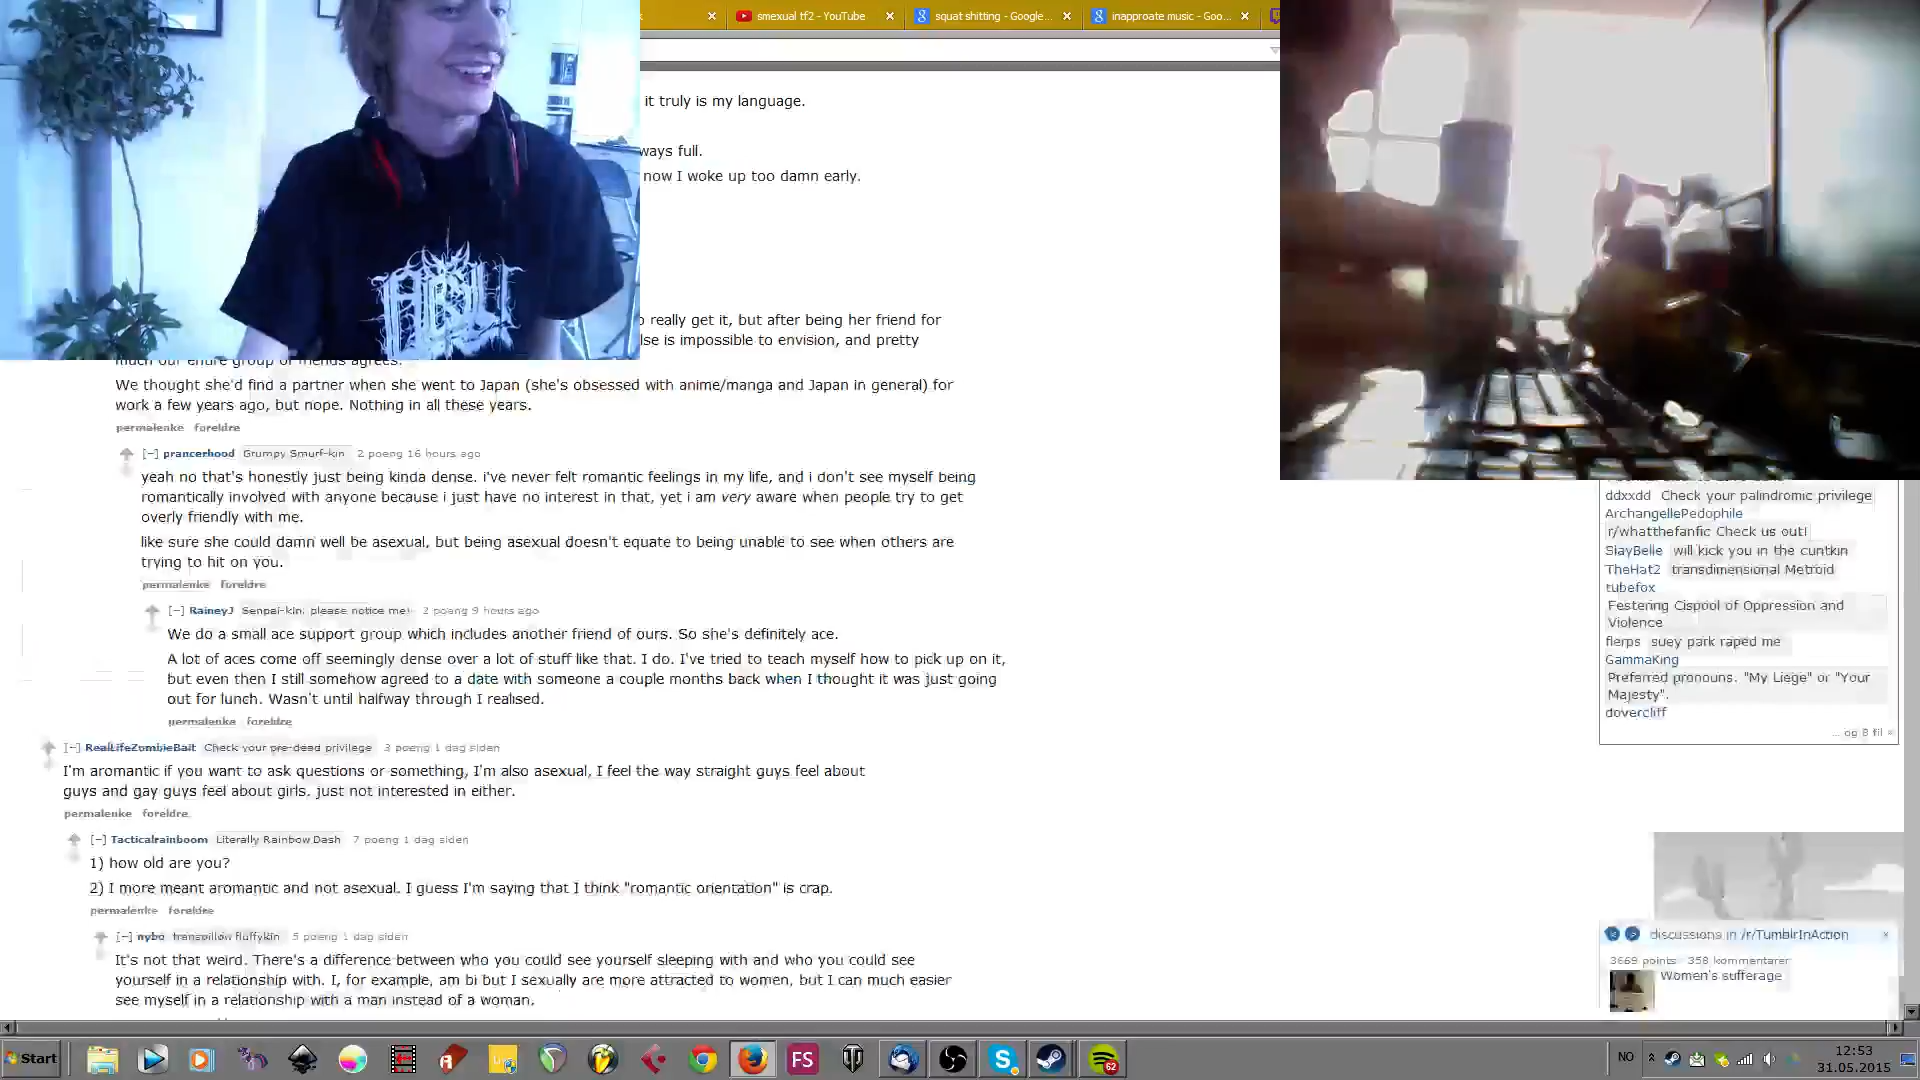 smexual tf2 - YouTube
squat shitting - Google...
inapproate music - Goo...
it truly is my language.
ways full.
now I woke up too damn early.
really get it, but after being her friend for
lse is impossible to envision, and pretty
much our entire group of friends agrees.
We thought she'd find a partner when she went to Japan (she's obsessed with anime/manga and Japan in general) for
work a few years ago, but nope. Nothing in all these years.
permalenke foreldre
[-] prancerhood Grumpy Smurf-kin 2 poeng 16 hours ago
yeah no that's honestly just being kinda dense. i've never felt romantic feelings in my life, and i don't see myself being
romantically involved with anyone because i just have no interest in that, yet i am very aware when people try to get
overly friendly with me.
like sure she could damn well be asexual, but being asexual doesn't equate to being unable to see when others are
trying to hit on you.
permalenke foreldre
[-] RaineyJ Senpai-kin, please notice me! 2 poeng 9 hours ago
We do a small ace support group which includes another friend of ours. So she's definitely ace.
A lot of aces come off seemingly dense over a lot of stuff like that. I do. I've tried to teach myself how to pick up on it,
but even then I still somehow agreed to a date with someone a couple months back when I thought it was just going
out for lunch. Wasn't until halfway through I realised.
permalenke foreldre
[-] RealLifeZombieBait Check your pre-dead privilege 3 poeng 1 dag siden
I'm aromantic if you want to ask questions or something, I'm also asexual, I feel the way straight guys feel about
guys and gay guys feel about girls, just not interested in either.
permalenke foreldre
[-] Tacticalrainboom Literally Rainbow Dash 7 poeng 1 dag siden
1) how old are you?
2) I more meant aromantic and not asexual. I guess I'm saying that I think "romantic orientation" is crap.
permalenke foreldre
[-] nybo transpillow fluffykin 5 poeng 1 dag siden
It's not that weird. There's a difference between who you could see yourself sleeping with and who you could see
yourself in a relationship with. I, for example, am bi but I sexually are more attracted to women, but I can much easier
see myself in a relationship with a man instead of a woman.
ddxxdd Check your palindromic privilege
ArchangellePedophile
r/whatthefanfic Check us out!
SlayBelle will kick you in the cuntkin
TheHat2 transdimensional Metroid
tubefox
Festering Cispool of Oppression and
Violence
flerps suey park raped me
GammaKing
Preferred pronouns. "My Liege" or "Your
Majesty".
dovercliff
... og 8 fil »
discussions in /r/TumblrInAction ×
3669 points · 358 kommentarer
Women's sufferage
Start
FS
62
NO
12:53
31.05.2015